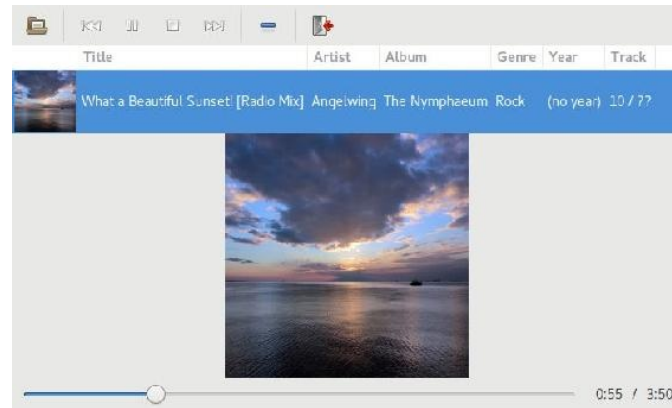 Title Artist Album Genre Year Track
What a Beautiful Sunset! [Radio Mix] Angelwing The Nymphaeum Rock (no year) 10 / ??
0:55 / 3:50